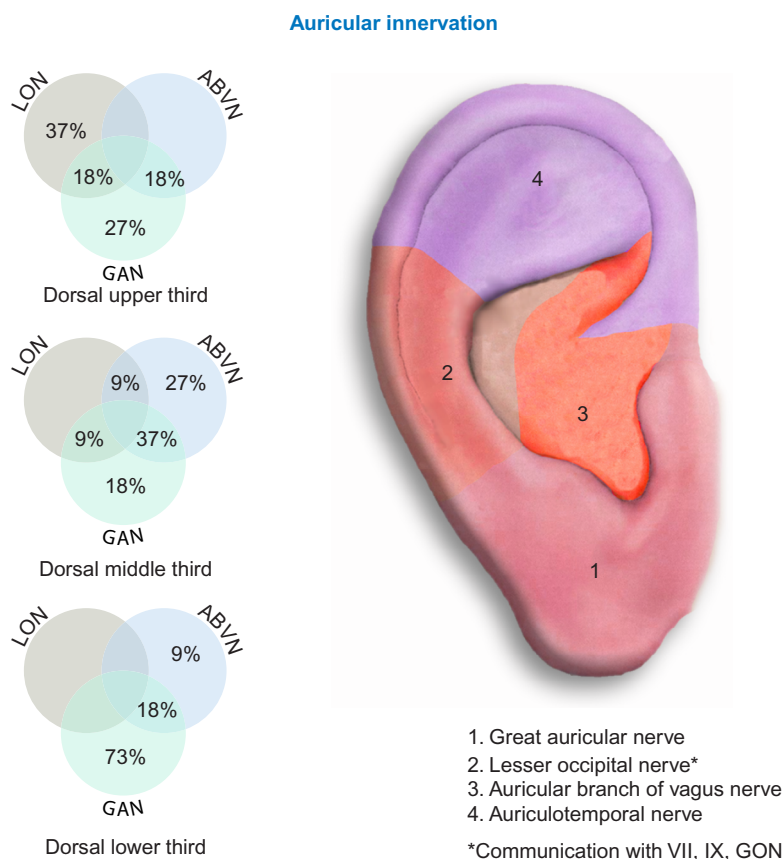 Auricular innervation
LON
ABVN
37%
18%
18%
27%
GAN
Dorsal upper third
LON
ABVN
9%
27%
9%
37%
18%
GAN
Dorsal middle third
LON
ABVN
9%
18%
73%
GAN
Dorsal lower third
4
2
3
1
1. Great auricular nerve
2. Lesser occipital nerve*
3. Auricular branch of vagus nerve
4. Auriculotemporal nerve
*Communication with VII, IX, GON